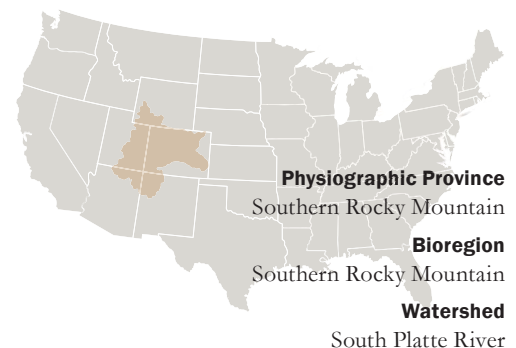 Physiographic Province
Southern Rocky Mountain
Bioregion
Southern Rocky Mountain
Watershed
South Platte River